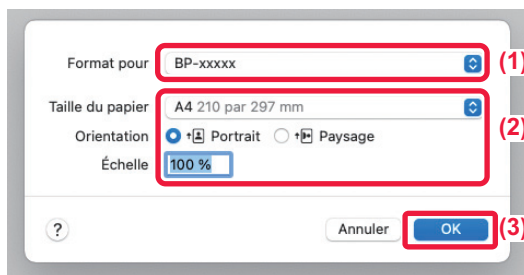 Format pour BP-xxxxx (1)
Taille du papier A4 210 par 297 mm
Orientation Portrait Paysage (2)
Échelle 100 %
? Annuler OK (3)